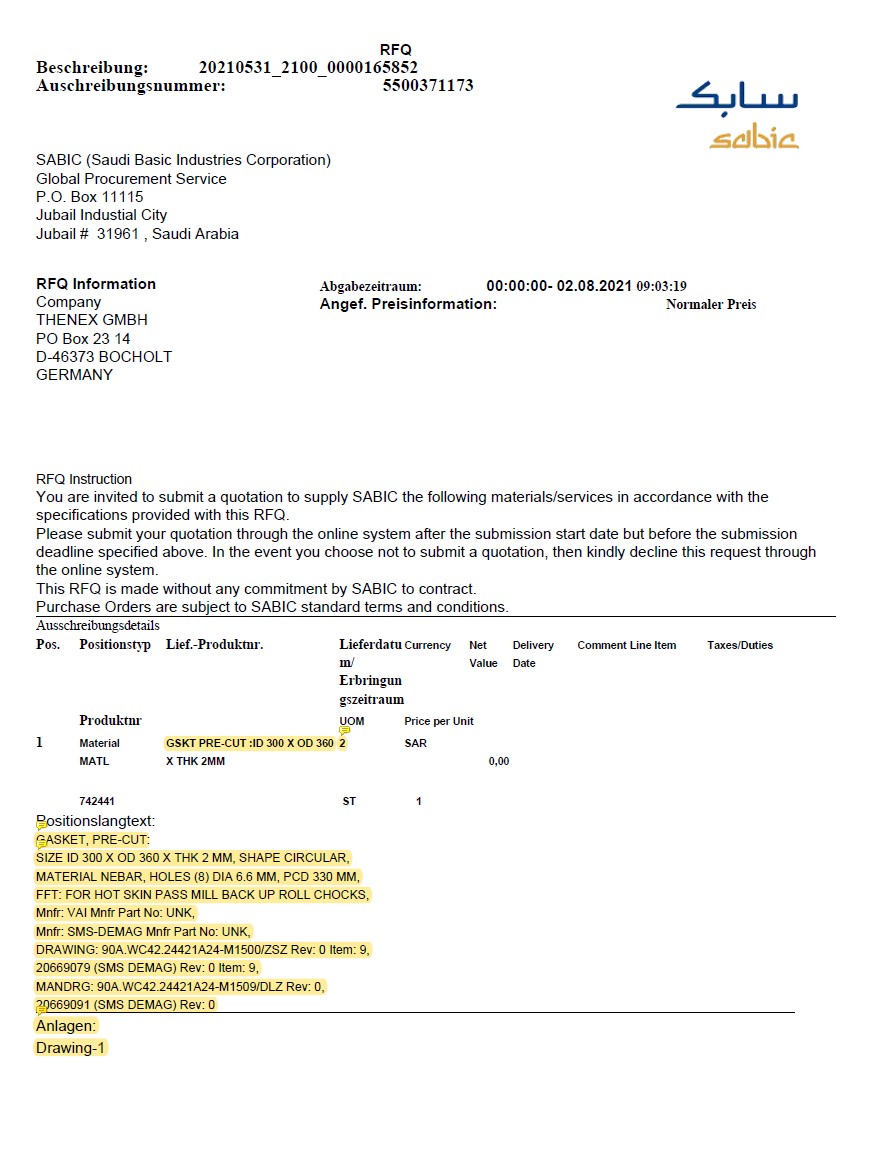 RFQ
Beschreibung: 20210531_2100_0000165852
Auschreibungsnummer: 5500371173
سابک
sabic
SABIC (Saudi Basic Industries Corporation)
Global Procurement Service
P.O. Box 11115
Jubail Industial City
Jubail # 31961 , Saudi Arabia
RFQ Information
Company
THENEX GMBH
PO Box 23 14
D-46373 BOCHOLT
GERMANY
Abgabezeitraum: 00:00:00- 02.08.2021 09:03:19
Angef. Preisinformation: Normaler Preis
RFQ Instruction
You are invited to submit a quotation to supply SABIC the following materials/services in accordance with the
specifications provided with this RFQ.
Please submit your quotation through the online system after the submission start date but before the submission
deadline specified above. In the event you choose not to submit a quotation, then kindly decline this request through
the online system.
This RFQ is made without any commitment by SABIC to contract.
Purchase Orders are subject to SABIC standard terms and conditions.
Ausschreibungsdetails
Pos. Positionstyp Lief.-Produktnr. Lieferdatu Currency Net Delivery Comment Line Item Taxes/Duties
m/ Value Date
Erbringun
gszeitraum
Produktnr UOM Price per Unit
1 Material GSKT PRE-CUT :ID 300 X OD 360 2 SAR
MATL X THK 2MM 0,00
742441 ST 1
Positionslangtext:
GASKET, PRE-CUT:
SIZE ID 300 X OD 360 X THK 2 MM, SHAPE CIRCULAR,
MATERIAL NEBAR, HOLES (8) DIA 6.6 MM, PCD 330 MM,
FFT: FOR HOT SKIN PASS MILL BACK UP ROLL CHOCKS,
Mnfr: VAI Mnfr Part No: UNK,
Mnfr: SMS-DEMAG Mnfr Part No: UNK,
DRAWING: 90A.WC42.24421A24-M1500/ZSZ Rev: 0 Item: 9,
20669079 (SMS DEMAG) Rev: 0 Item: 9,
MANDRG: 90A.WC42.24421A24-M1509/DLZ Rev: 0,
20669091 (SMS DEMAG) Rev: 0
Anlagen:
Drawing-1